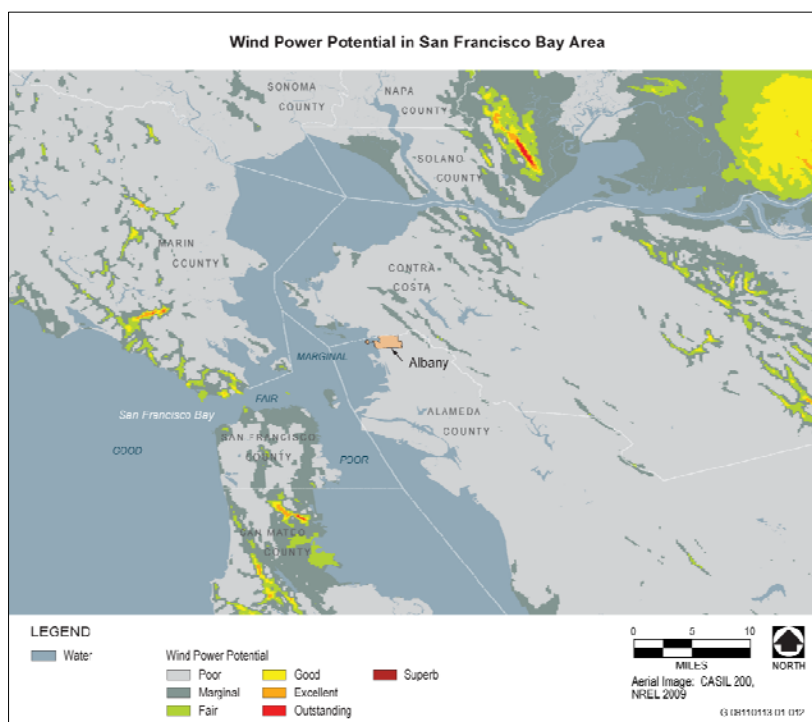 Wind Power Potential in San Francisco Bay Area
SONOMA
COUNTY
NAPA
COUNTY
SOLANO
COUNTY
MARIN
COUNTY
CONTRA
COSTA
MARGINAL
Albany
FAIR
San Francisco Bay
ALAMEDA
COUNTY
GOOD
SAN FRANCISCO
COUNTY
POOR
SAN MATEO
COUNTY
LEGEND
Water
Wind Power Potential
Poor
Marginal
Fair
Good
Excellent
Outstanding
Superb
0 5 10
MILES
NORTH
Aerial Image: CASIL 200,
NREL 2009
G 08110113.01 012